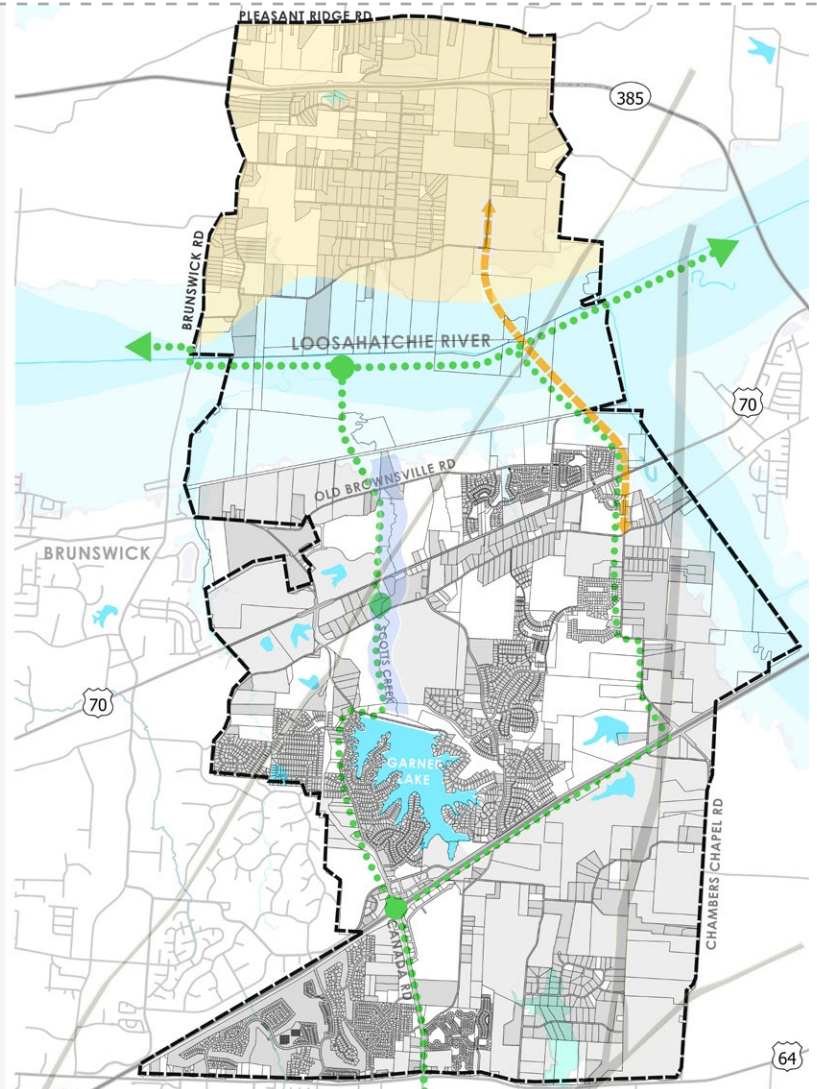 PLEASANT RIDGE RD
385
BRUNSWICK RD
LOOSAHATCHIE RIVER
70
OLD BROWNSVILLE RD
BRUNSWICK
SCOTTS CREEK
70
GARNER
LAKE
CHAMBERS CHAPEL RD
CANADA RD
64